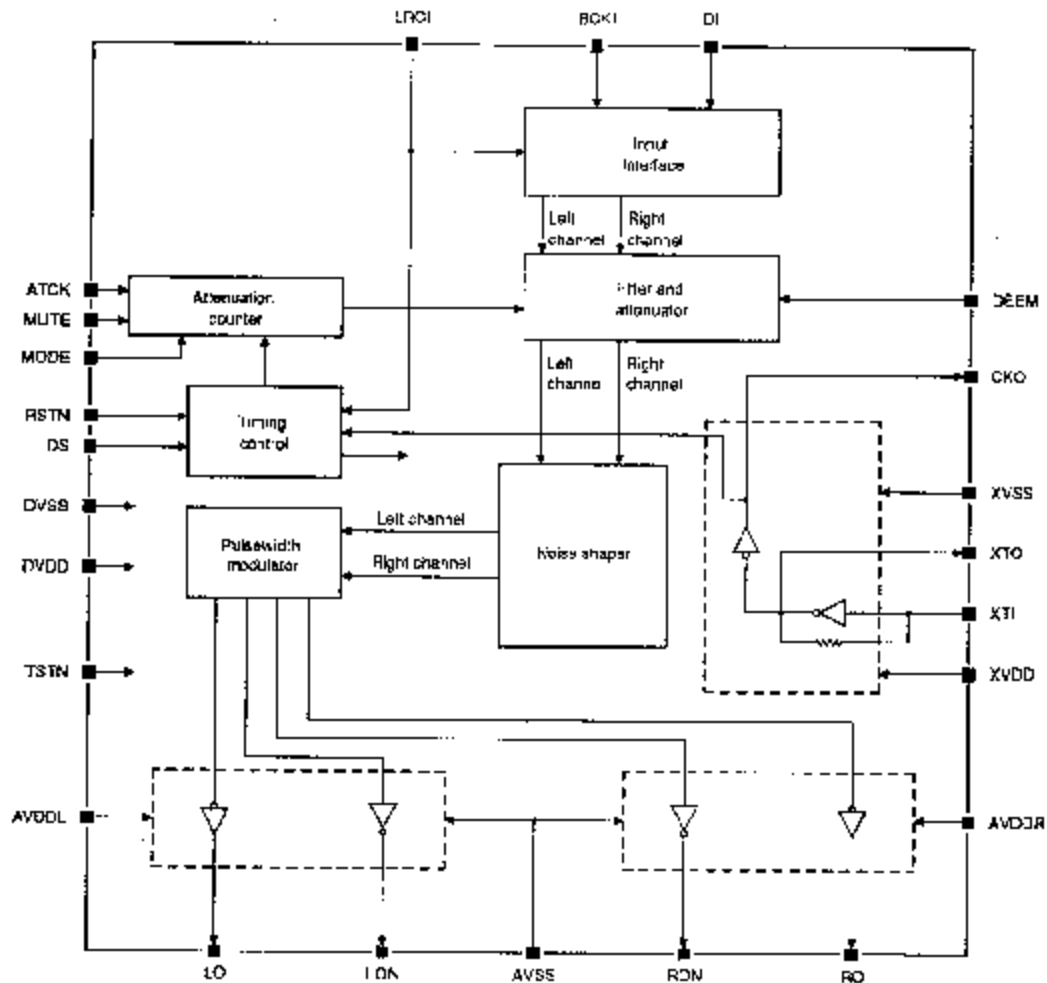 LRCI
BCKI
DI
Input
Interface
Left
channel
Right
channel
ATCK
MUTE
MODE
Attenuation
counter
Filter and
attenuator
DEEM
Left
channel
Right
channel
CKO
RSTN
DS
Timing
control
DVSS
DVDD
Pulsewidth
modulator
Left channel
Right channel
Noise shaper
XVSS
XTO
XTI
XVDD
TSTN
AVDDL
AVDDR
LO
LON
AVSS
RON
RO